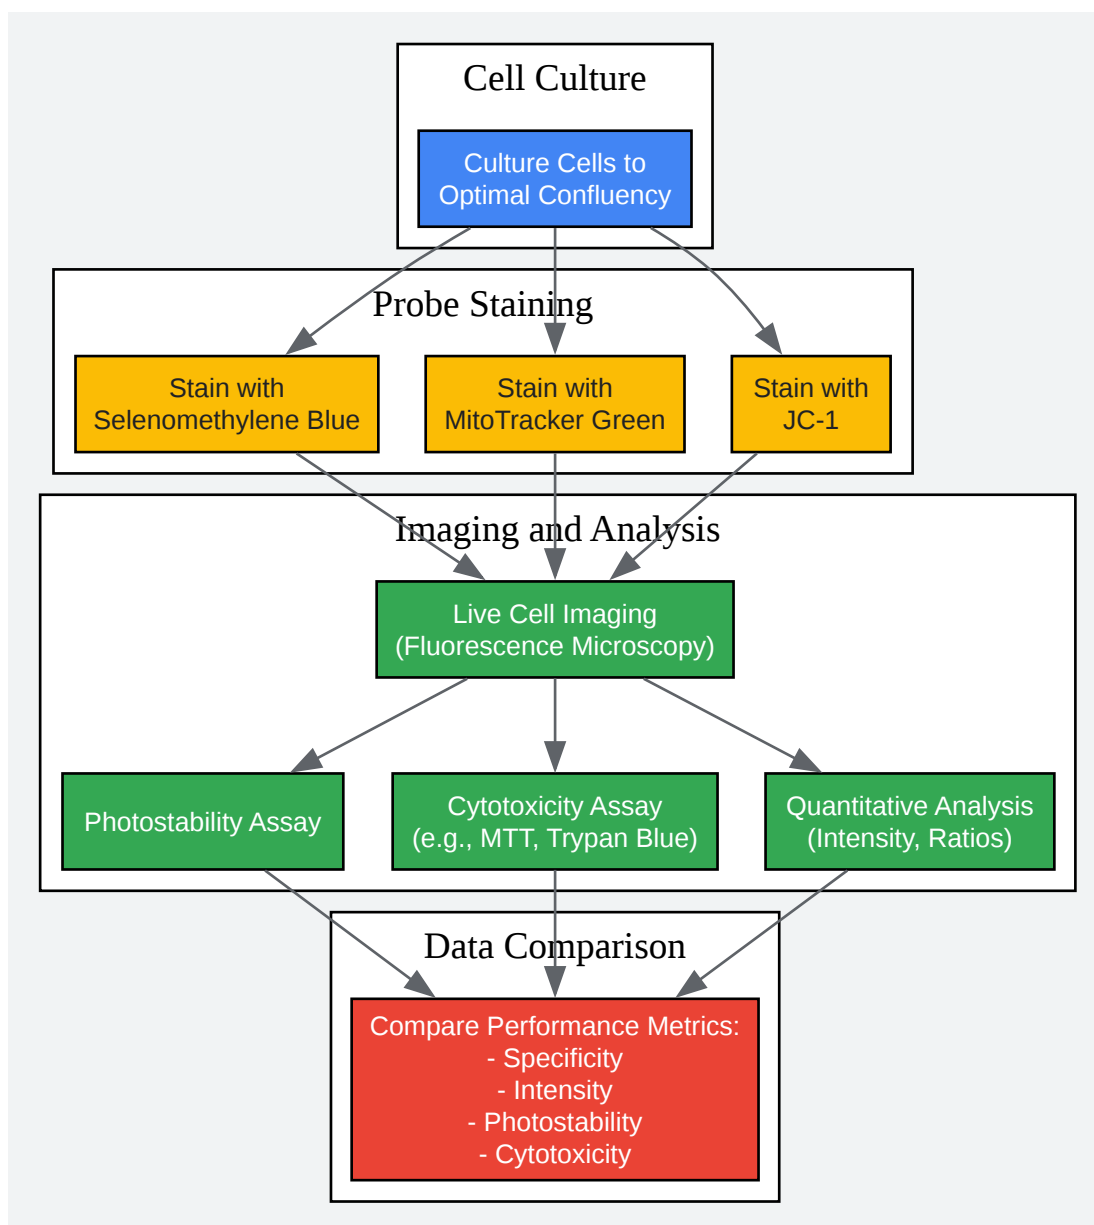 Cell Culture
Culture Cells to
Optimal Confluency
Probe Staining
Stain with
Selenomethylene Blue
Stain with
MitoTracker Green
Stain with
JC-1
Imaging and Analysis
Live Cell Imaging
(Fluorescence Microscopy)
Photostability Assay
Cytotoxicity Assay
(e.g., MTT, Trypan Blue)
Quantitative Analysis
(Intensity, Ratios)
Data Comparison
Compare Performance Metrics:
- Specificity
- Intensity
- Photostability
- Cytotoxicity